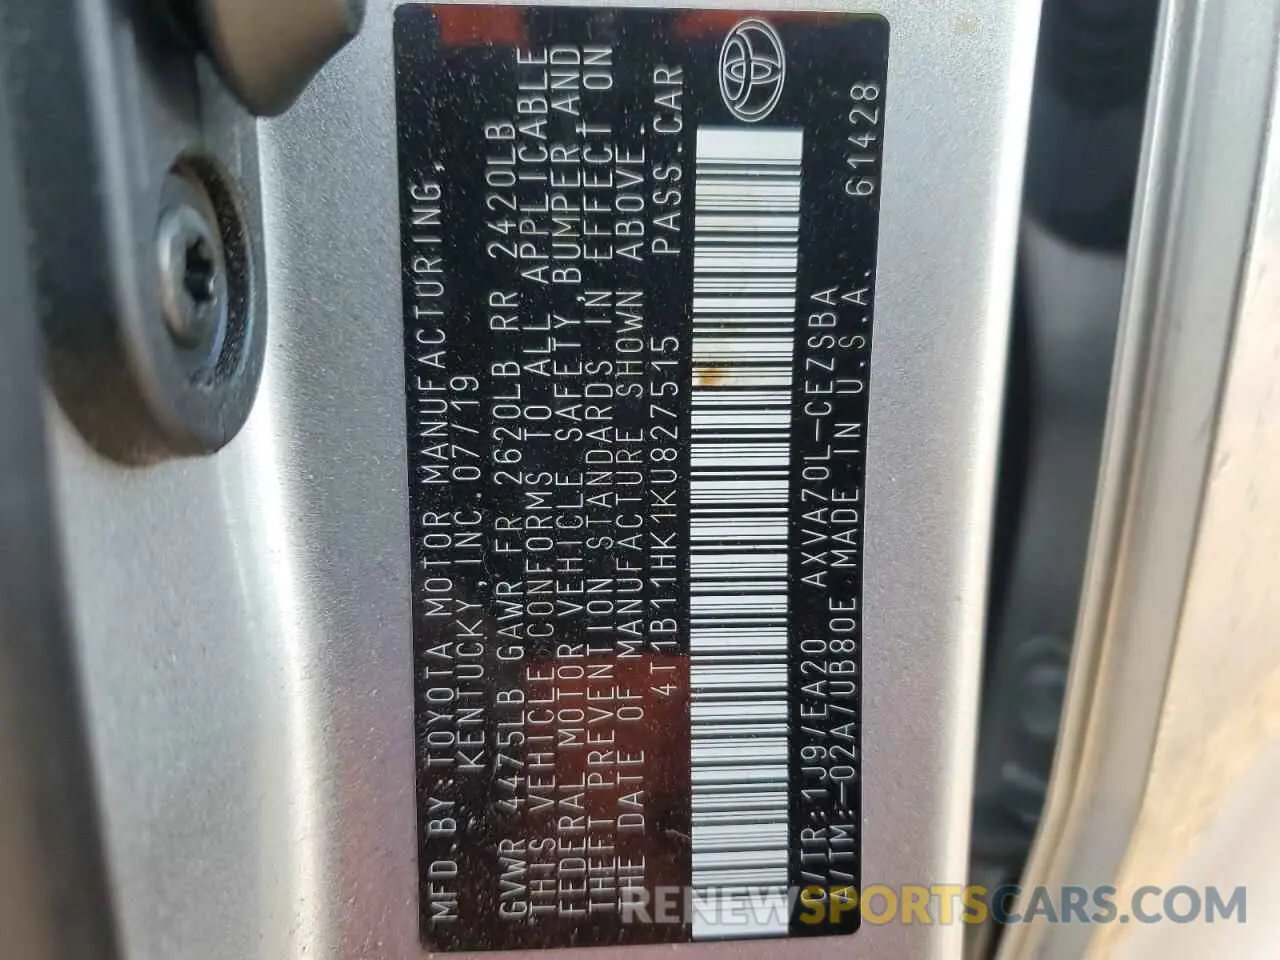 MFD.BY:TOYOTA MOTOR MANUFACTURING,
KENTUCKY,INC.07/19
GVWR 4475LB GAWR FR 2620LB RR 2420LB
THIS VEHICLE CONFORMS TO ALL APPLICABLE
FEDERAL MOTOR VEHICLE SAFETY,BUMPER,AND
THEFT PREVENTION STANDARDS IN EFFECT ON
THE DATE OF MANUFACTURE SHOWN ABOVE.
4T1B11HK1KU827515 PASS.CAR
C/TR:1J9/EA20 AXVA70L-CEZSBA
A/TM:-02A/UB80E MADE IN U.S.A. 61428
RENEWSPORTSCARS.COM